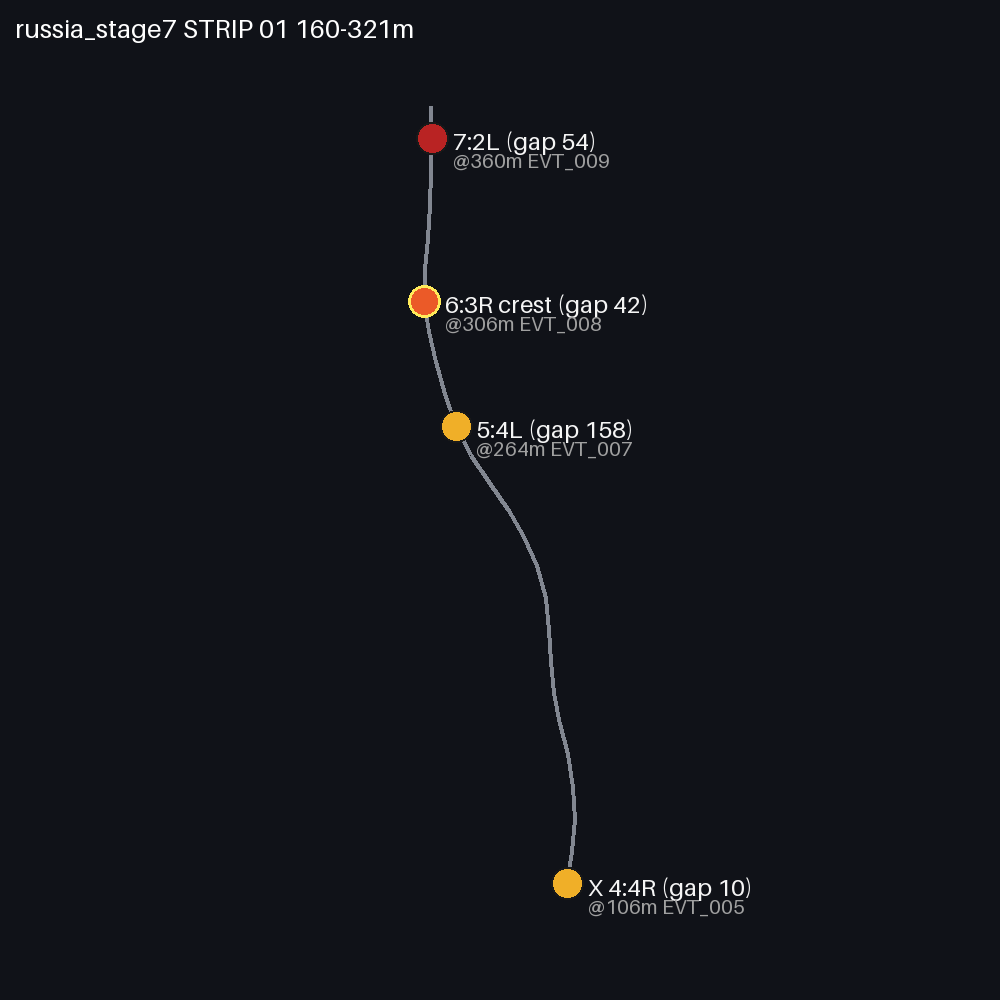 russia_stage7 STRIP 01 160-321m
7:2L (gap 54)
@360m EVT_009
6:3R crest (gap 42)
@306m EVT_008
5:4L (gap 158)
@264m EVT_007
X 4:4R (gap 10)
@106m EVT_005